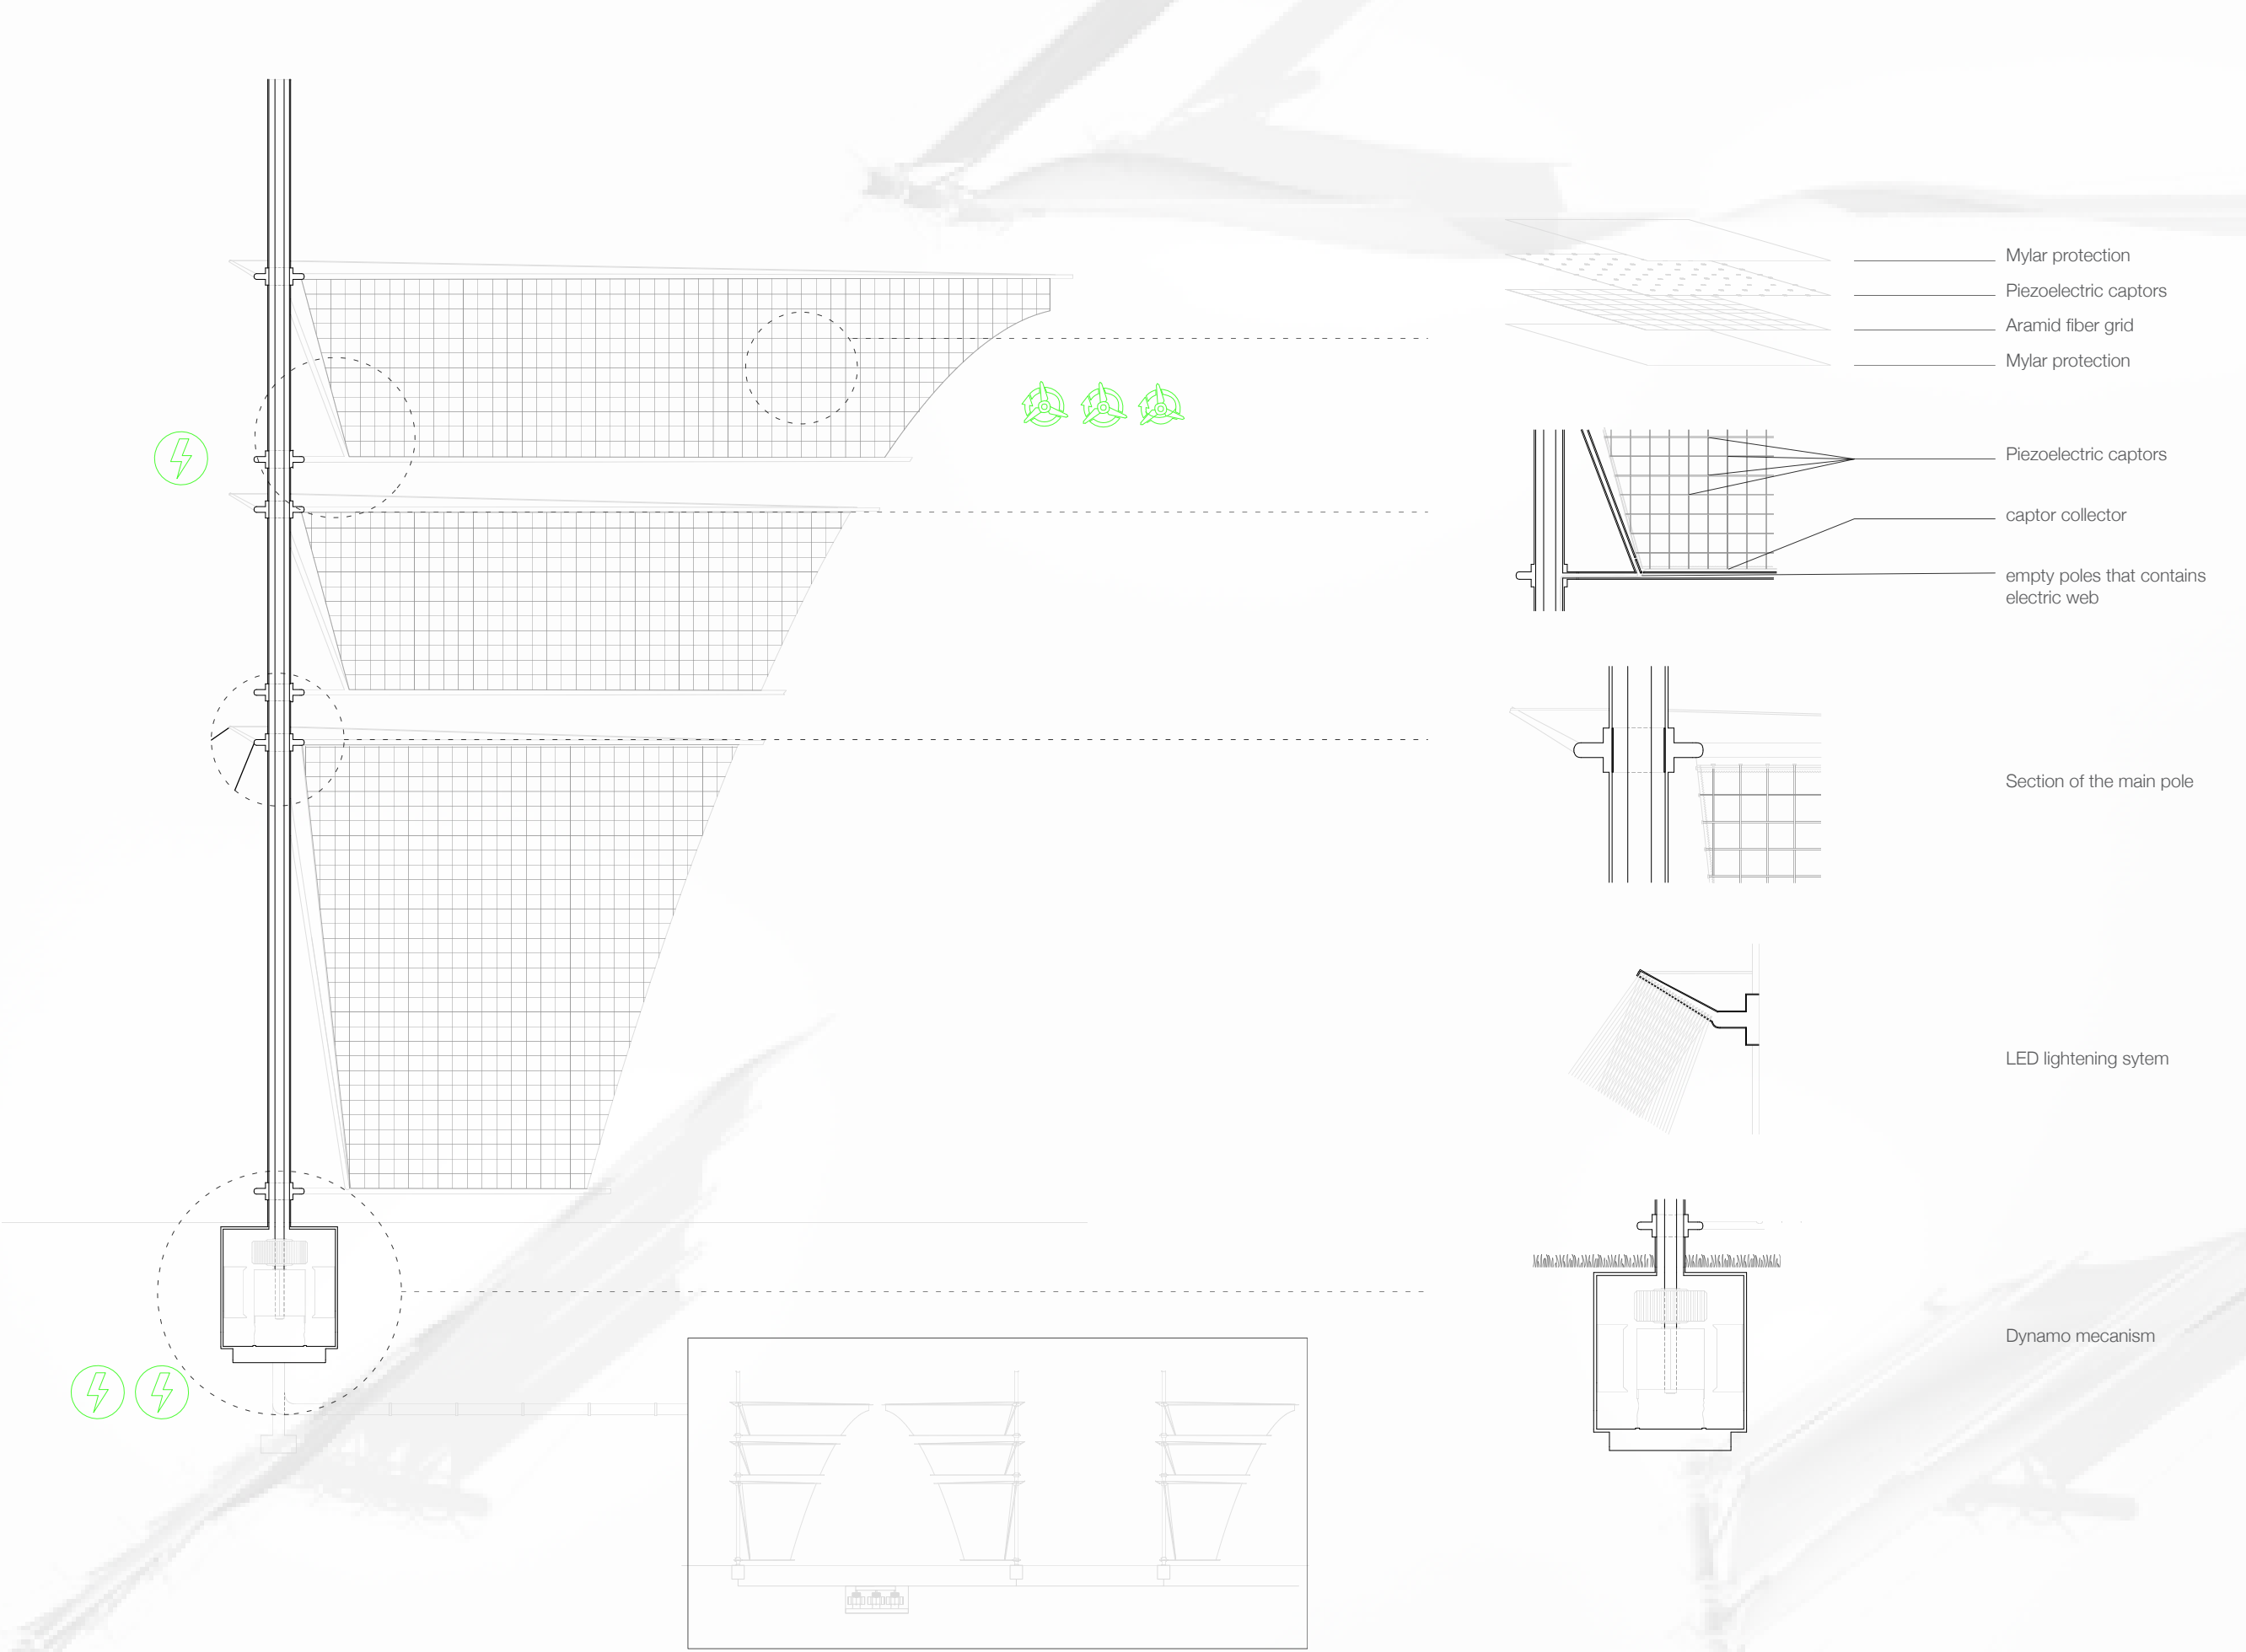 Mylar protection
Piezoelectric captors
Aramid fiber grid
Mylar protection
Piezoelectric captors
captor collector
empty poles that contains
electric web
Section of the main pole
LED lightening sytem
Dynamo mecanism